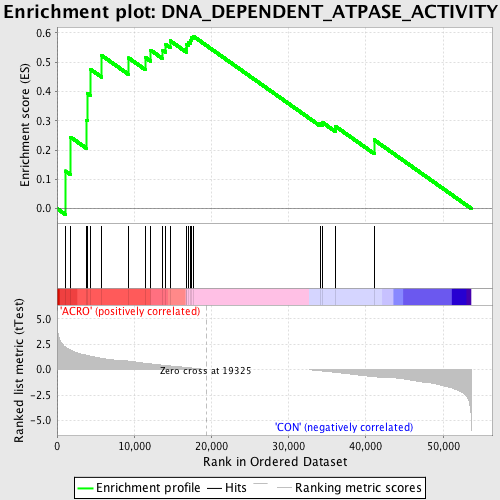 Enrichment plot: DNA_DEPENDENT_ATPASE_ACTIVITY
Enrichment score (ES)
0.6
0.5
0.4
0.3
0.2
0.1
0.0
'ACRO' (positively correlated)
Ranked list metric (tTest)
5.0
2.5
0.0
-2.5
-5.0
Zero cross at 19325
'CON' (negatively correlated)
0 10,000 20,000 30,000 40,000 50,000
Rank in Ordered Dataset
Enrichment profile Hits Ranking metric scores